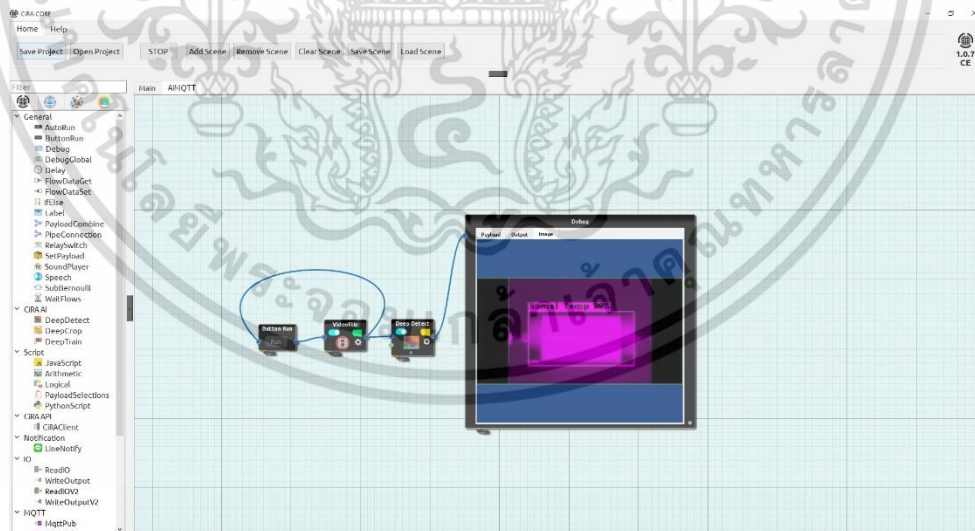 CiRA CORE
Home Help
Save Project Open Project STOP Add Scene Remove Scene Clear Scene Save Scene Load Scene
1.0.7
CE
Filter
Main AIMQTT
General
AutoRun
ButtonRun
Debug
DebugGlobal
Delay
FlowDataGet
FlowDataSet
IfElse
Label
PayloadCombine
PipeConnection
RelaySwitch
SetPayload
SoundPlayer
Speech
SubBernoulli
WaitFlows
CiRA AI
DeepDetect
DeepCrop
DeepTrain
Script
JavaScript
Arithmetic
Logical
PayloadSelections
PythonScript
CiRA API
CiRAClient
Notification
LineNotify
IO
ReadIO
WriteOutput
ReadIOV2
WriteOutputV2
MQTT
MqttPub
Button Run
Run
VideoFile
Deep Detect
Debug
Payload Output Image
Nomal Temp